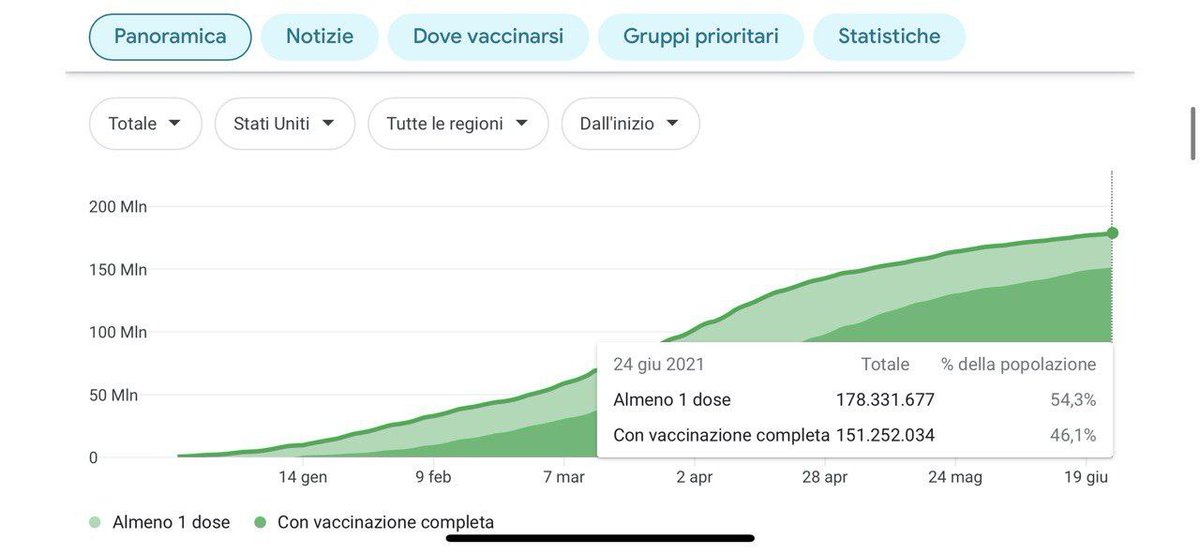 Panoramica Notizie Dove vaccinarsi Gruppi prioritari Statistiche
Totale Stati Uniti Tutte le regioni Dall'inizio
200 Mln
150 Mln
100 Mln
50 Mln
0
24 giu 2021 Totale % della popolazione
Almeno 1 dose 178.331.677 54,3%
Con vaccinazione completa 151.252.034 46,1%
14 gen 9 feb 7 mar 2 apr 28 apr 24 mag 19 giu
Almeno 1 dose Con vaccinazione completa